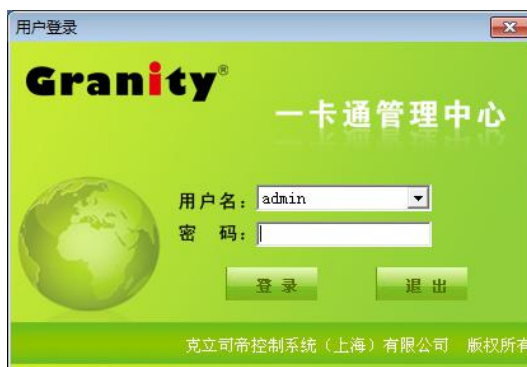 用户登录
Granity®
一卡通管理中心
用户名: admin
密 码:
登 录
退 出
克立司帝控制系统（上海）有限公司 版权所有